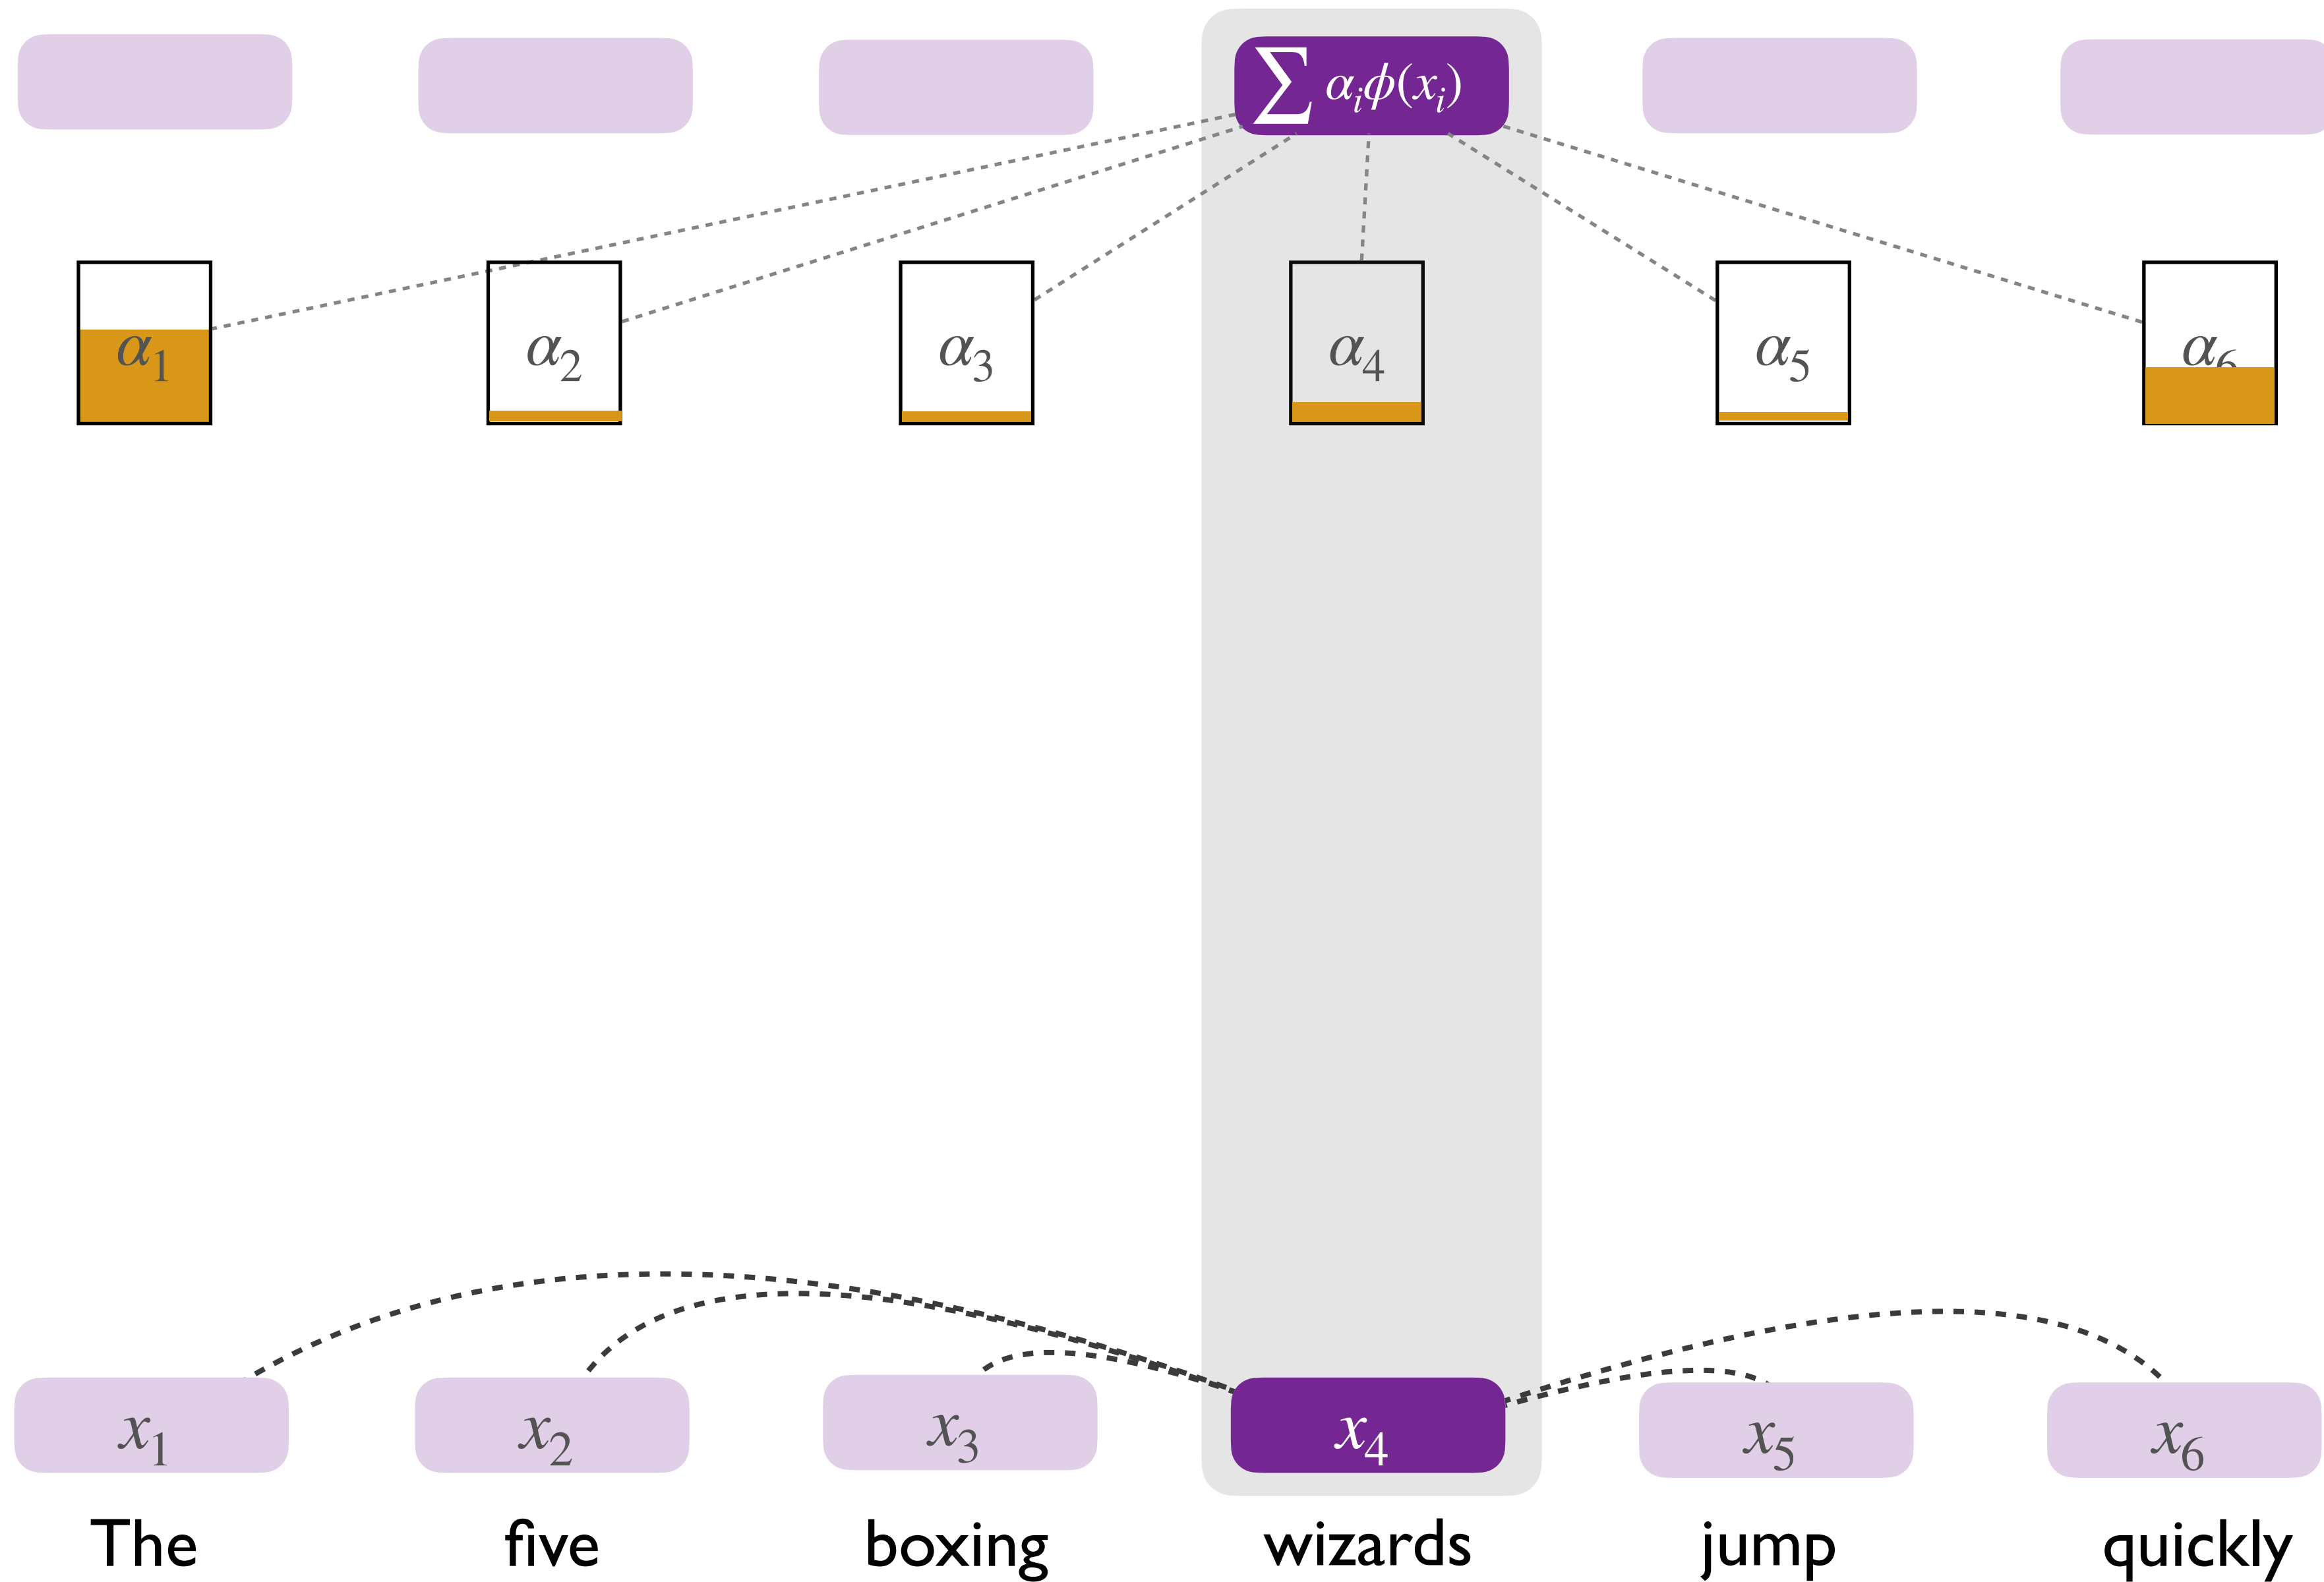 ∑ αᵢϕ(xᵢ)
α₁ α₂ α₃ α₄ α₅ α₆
x₁ x₂ x₃ x₄ x₅ x₆
The five boxing wizards jump quickly